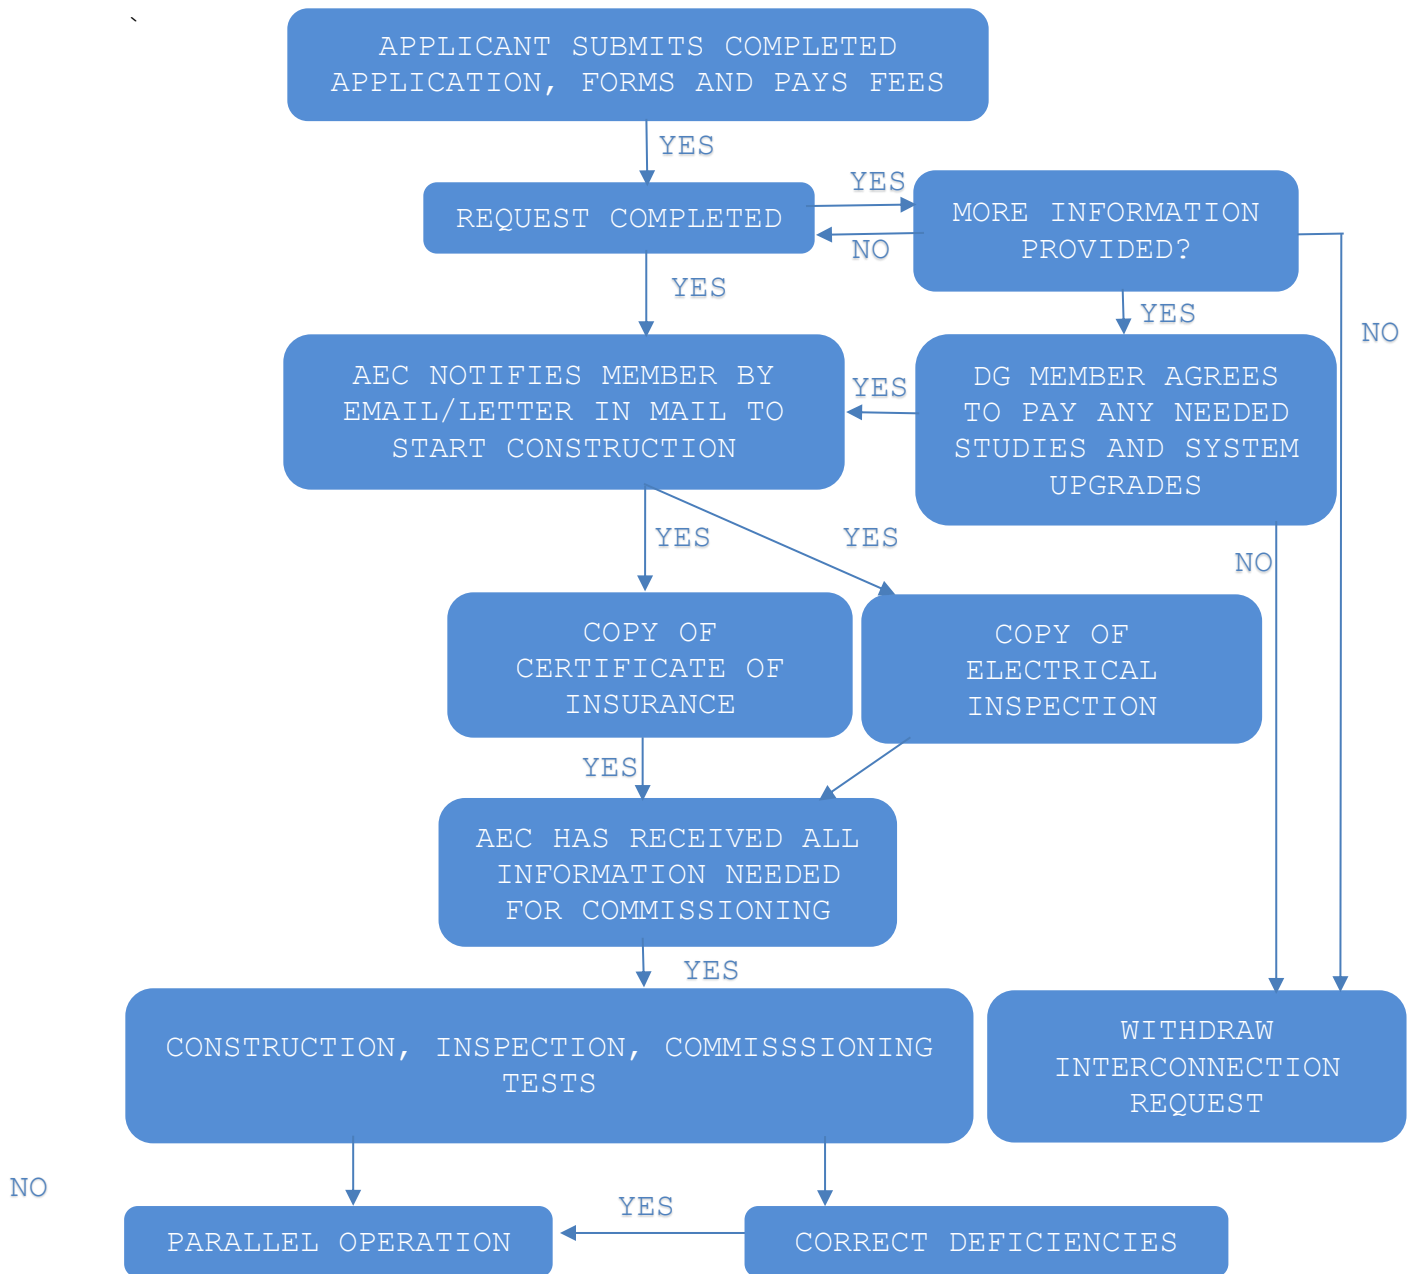 `
APPLICANT SUBMITS COMPLETED
APPLICATION, FORMS AND PAYS FEES
YES
REQUEST COMPLETED
YES
NO
MORE INFORMATION
PROVIDED?
YES
YES
NO
AEC NOTIFIES MEMBER BY
EMAIL/LETTER IN MAIL TO
START CONSTRUCTION
YES
DG MEMBER AGREES
TO PAY ANY NEEDED
STUDIES AND SYSTEM
UPGRADES
YES
YES
NO
COPY OF
CERTIFICATE OF
INSURANCE
COPY OF
ELECTRICAL
INSPECTION
YES
AEC HAS RECEIVED ALL
INFORMATION NEEDED
FOR COMMISSIONING
YES
CONSTRUCTION, INSPECTION, COMMISSSIONING
TESTS
WITHDRAW
INTERCONNECTION
REQUEST
NO
YES
PARALLEL OPERATION
CORRECT DEFICIENCIES